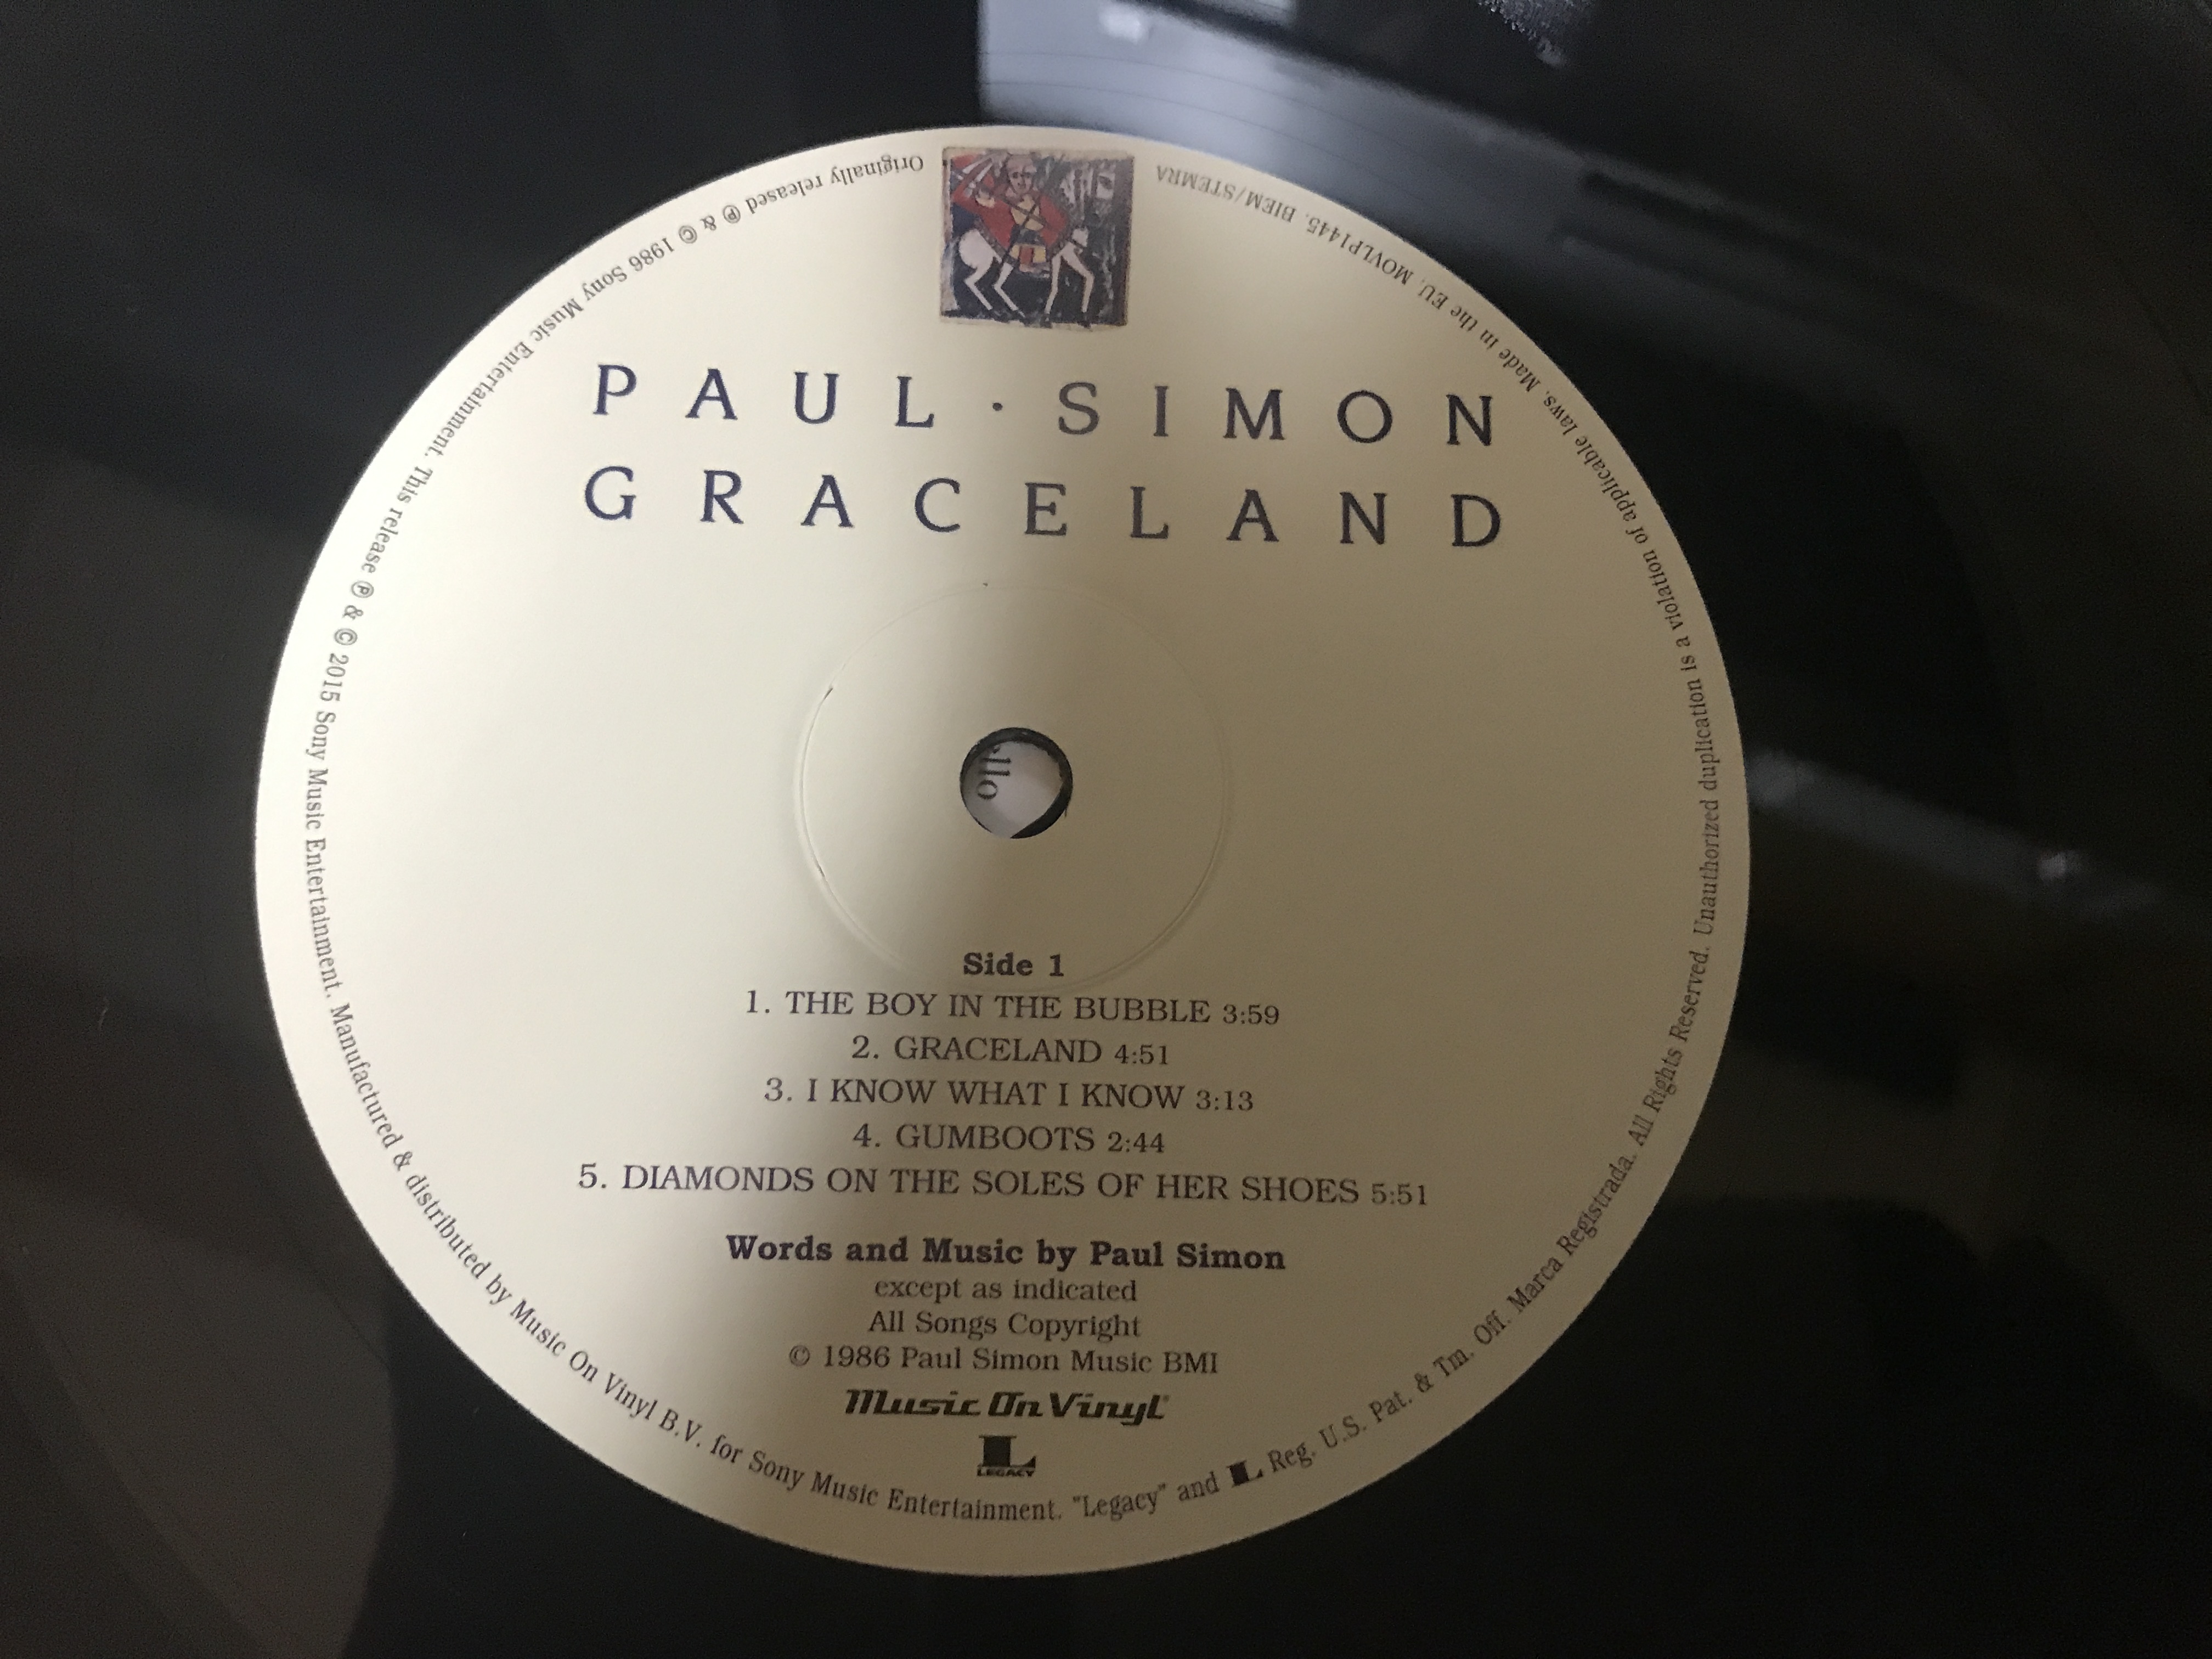 PAUL · SIMON
GRACELAND
Side 1
1. THE BOY IN THE BUBBLE 3:59
2. GRACELAND 4:51
3. I KNOW WHAT I KNOW 3:13
4. GUMBOOTS 2:44
5. DIAMONDS ON THE SOLES OF HER SHOES 5:51
Words and Music by Paul Simon
except as indicated
All Songs Copyright
© 1986 Paul Simon Music BMI
Music On Vinyl
L
LEGACY
Originally released ℗ & © 1986 Sony Music Entertainment. This release ℗ & © 2015 Sony Music Entertainment. Manufactured & distributed by Music On Vinyl B.V. for Sony Music Entertainment. "Legacy" and L Reg. U.S. Pat. & Tm. Off. Marca Registrada. All Rights Reserved. Unauthorized duplication is a violation of applicable laws. Made in the EU. MOVLP1445. BIEM/STEMRA